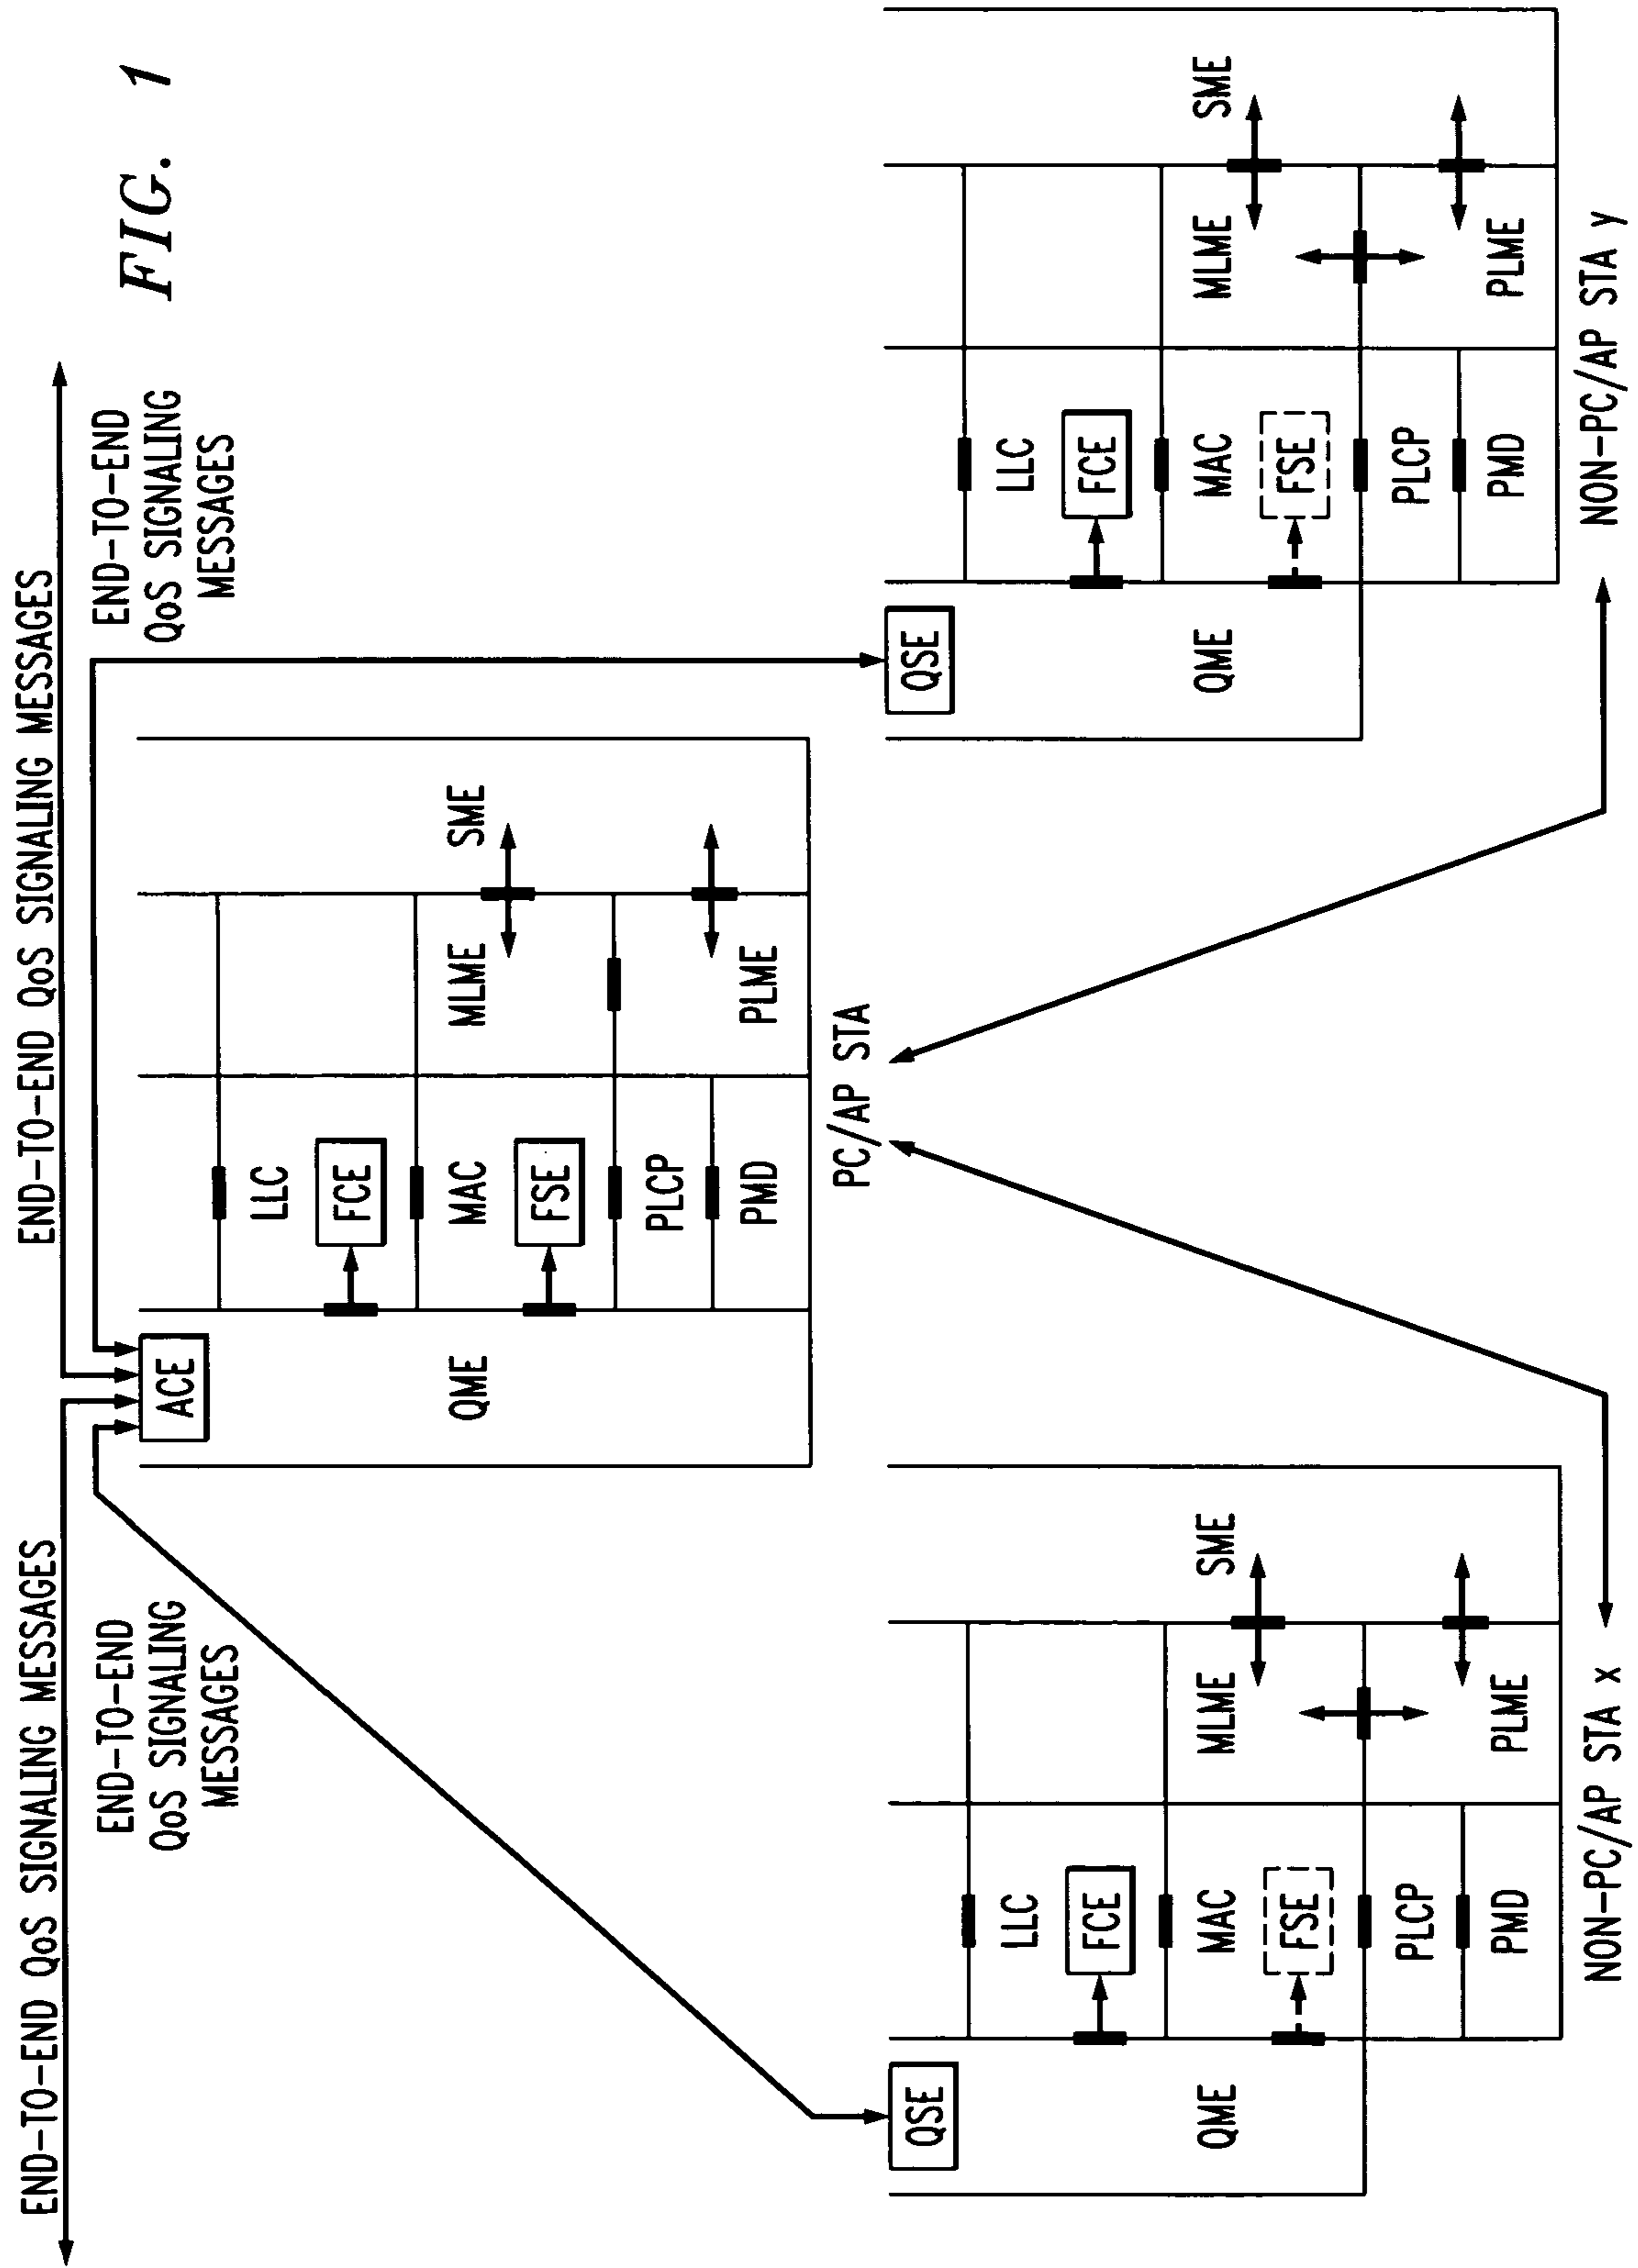 FIG. 1
END-TO-END QoS SIGNALING MESSAGES
END-TO-END QoS SIGNALING MESSAGES
END-TO-END
QoS SIGNALING
MESSAGES
END-TO-END
QoS SIGNALING
MESSAGES
ACE
QME
LLC
FCE
MAC
FSE
PLCP
PMD
MLME
PLME
SME
PC/AP STA
QSE
QME
LLC
FCE
MAC
FSE
PLCP
PMD
MLME
PLME
SME
NON-PC/AP STA x
QSE
QME
LLC
FCE
MAC
FSE
PLCP
PMD
MLME
PLME
SME
NON-PC/AP STA y